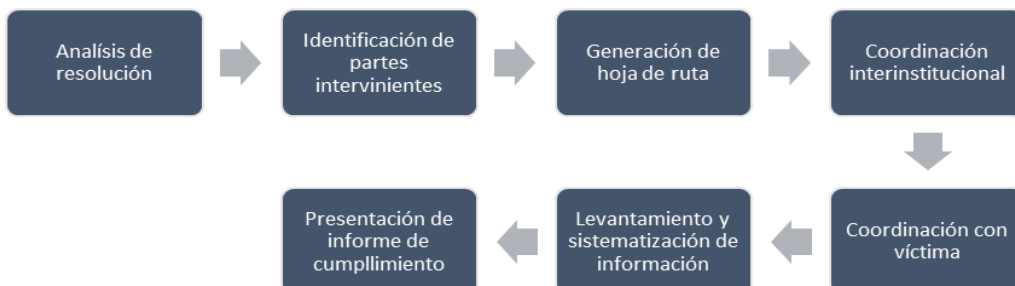 Analísis de
resolución
Identificación de
partes
intervinientes
Generación de
hoja de ruta
Coordinación
interinstitucional
Coordinación con
víctima
Levantamiento y
sistematización de
información
Presentación de
informe de
cumpllimiento